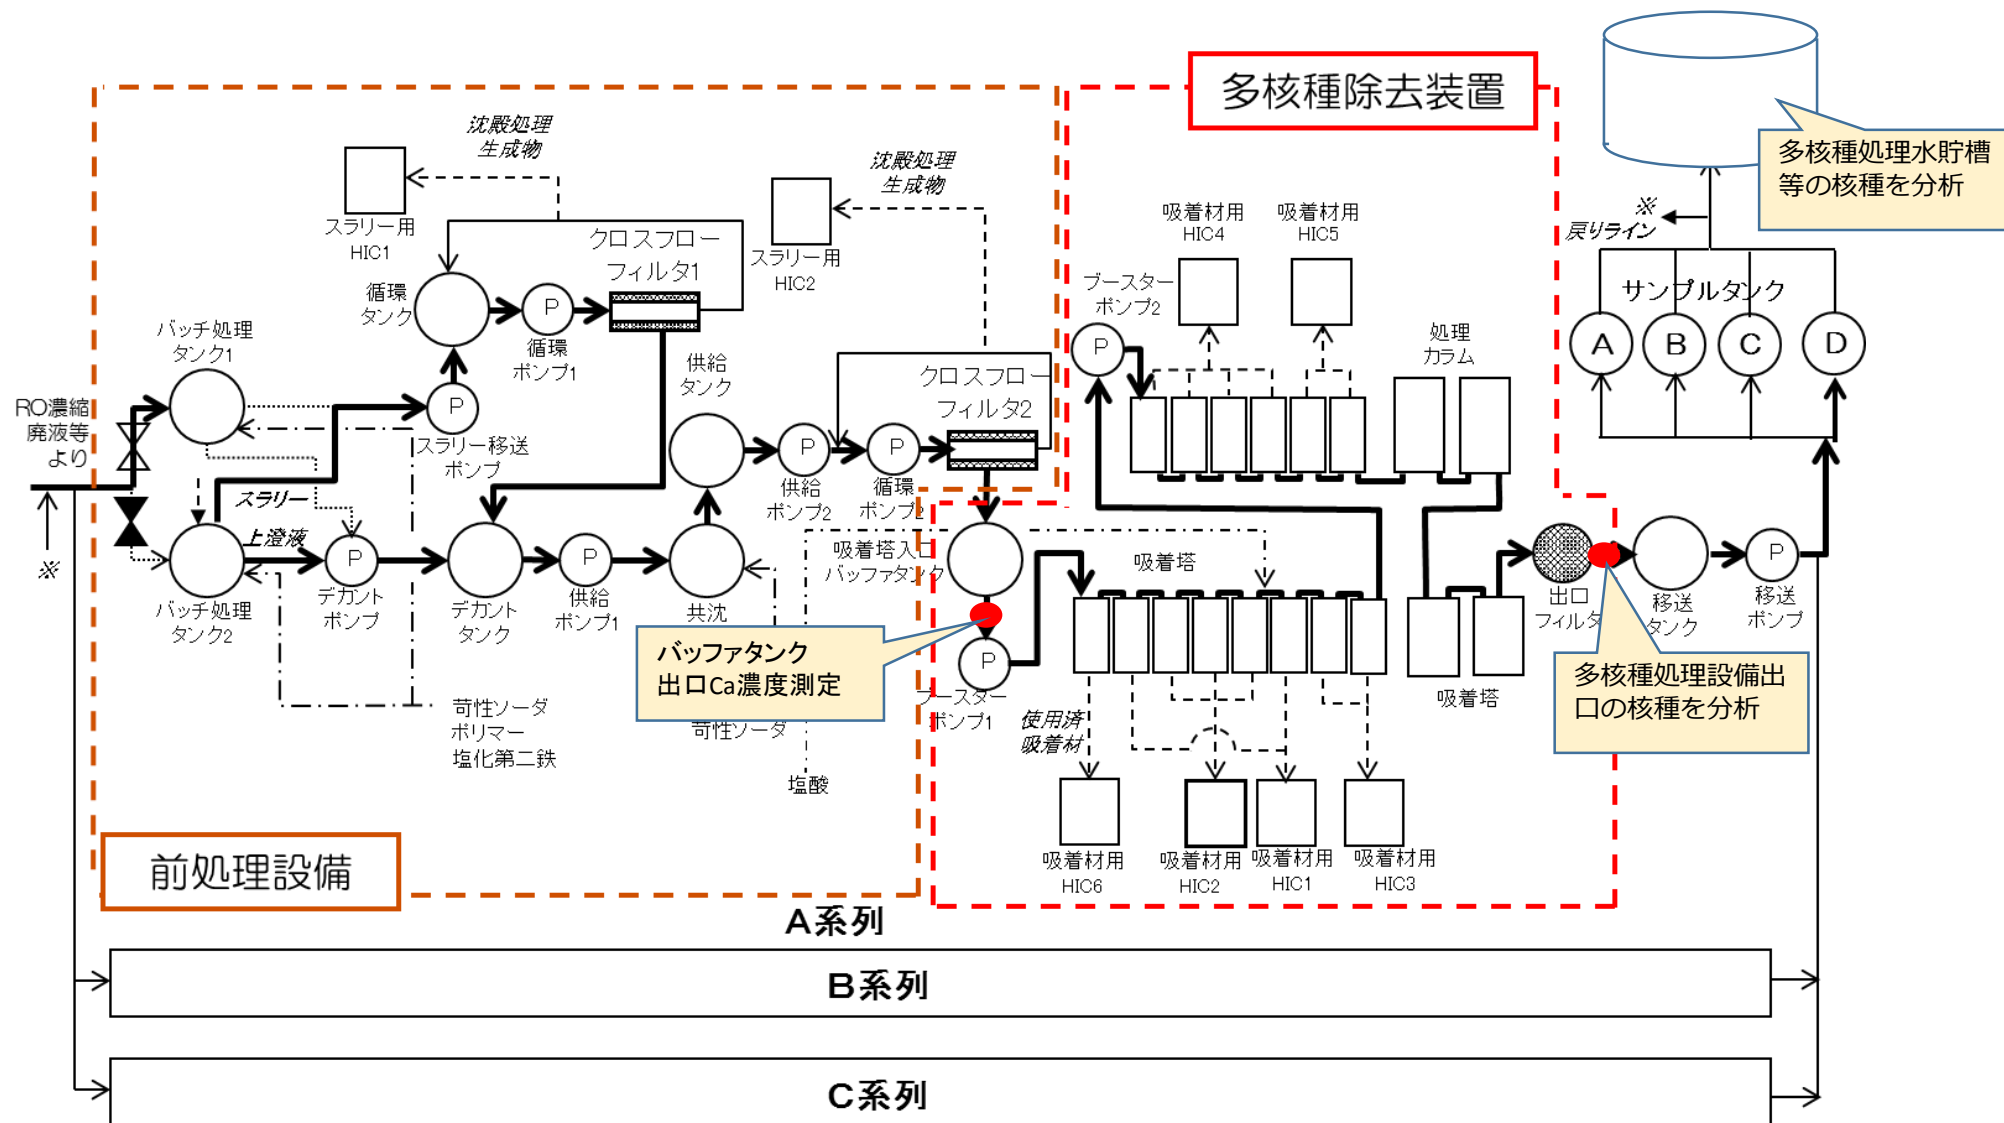 多核種除去装置
多核種処理水貯槽
等の核種を分析
※
戻りライン
サンプルタンク
A
B
C
D
沈殿処理
生成物
スラリー用
HIC1
循環
タンク
P
循環
ポンプ1
クロスフロー
フィルタ1
沈殿処理
生成物
スラリー用
HIC2
バッチ処理
タンク1
RO濃縮
廃液等
より
※
P
スラリー移送
ポンプ
スラリー
上澄液
バッチ処理
タンク2
P
デカント
ポンプ
デカント
タンク
P
供給
ポンプ1
共沈
供給
タンク
P
供給
ポンプ2
P
循環
ポンプ2
クロスフロー
フィルタ2
苛性ソーダ
ポリマー
塩化第二鉄
苛性ソーダ
塩酸
バッファタンク
出口Ca濃度測定
吸着塔入口
バッファタンク
P
ブースター
ポンプ1
吸着材用
HIC4
吸着材用
HIC5
ブースター
ポンプ2
P
処理
カラム
吸着塔
使用済
吸着材
吸着材用
HIC6
吸着材用
HIC2
吸着材用
HIC1
吸着材用
HIC3
吸着塔
出口
フィルタ
移送
タンク
P
移送
ポンプ
多核種処理設備出
口の核種を分析
前処理設備
A系列
B系列
C系列